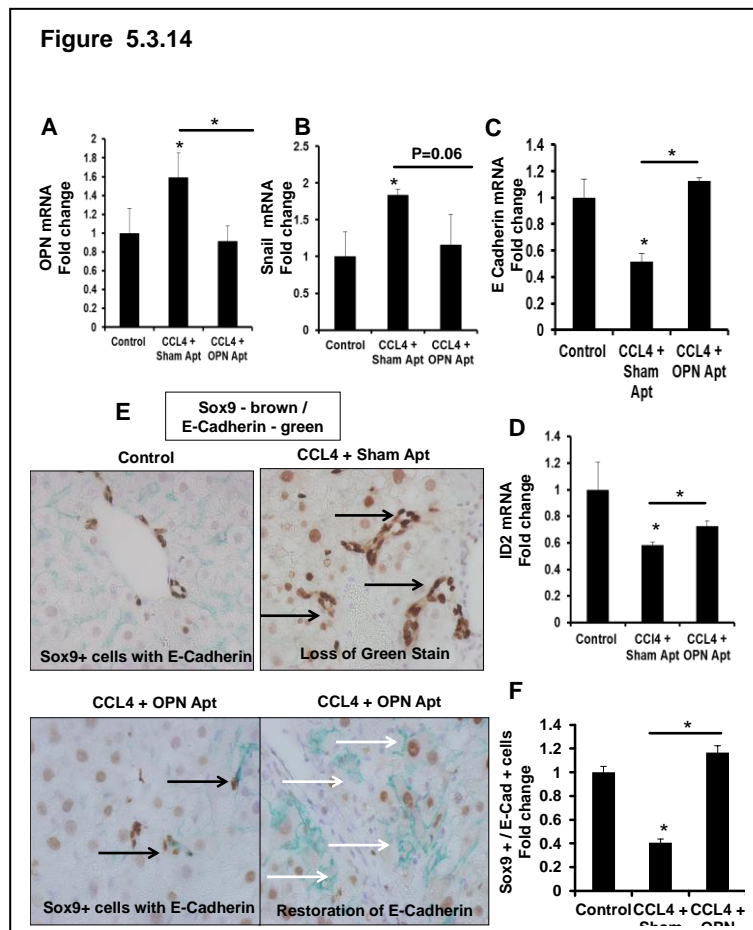 Figure 5.3.14
A
OPN mRNA
Fold change
2
1.8
1.6
1.4
1.2
1
0.8
0.6
0.4
0.2
0
*
*
Control
CCL4 +
Sham Apt
CCL4 +
OPN Apt
B
Snail mRNA
Fold change
2.5
2
1.5
1
0.5
0
*
P=0.06
Control
CCL4 +
Sham Apt
CCL4 +
OPN Apt
C
E Cadherin mRNA
Fold change
1.4
1.2
1
0.8
0.6
0.4
0.2
0
*
*
Control
CCL4 +
Sham
Apt
CCL4 +
OPN Apt
E
Sox9 - brown /
E-Cadherin - green
Control
Sox9+ cells with E-Cadherin
CCL4 + Sham Apt
Loss of Green Stain
CCL4 + OPN Apt
Sox9+ cells with E-Cadherin
CCL4 + OPN Apt
Restoration of E-Cadherin
D
ID2 mRNA
Fold change
1.4
1.2
1
0.8
0.6
0.4
0.2
0
*
*
Control
CCl4 +
Sham Apt
CCL4 +
OPN Apt
F
Sox9 + / E-Cad + cells
Fold change
1.4
1.2
1
0.8
0.6
0.4
0.2
0
*
*
Control
CCL4 +
Sham
CCL4 +
OPN